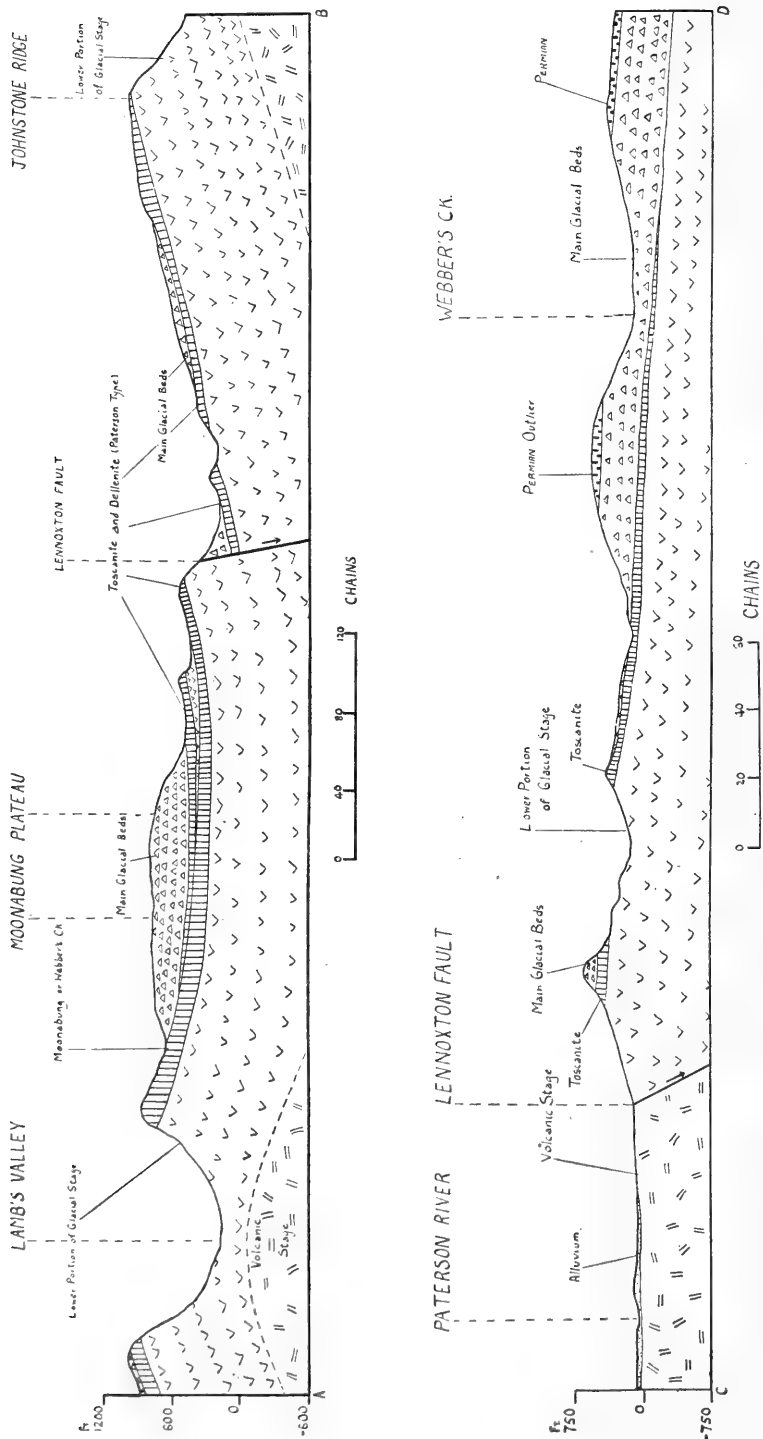 LAMB'S VALLEY
MOONABUNG PLATEAU
JOHNSTONE RIDGE
Lower Portion of Glacial Stage
Moonabung or Webber's Ck
Main Glacial Beds
LENNOXTON FAULT
Toscanite and Dellenite (Paterson Type)
Main Glacial Beds
Lower Portion
of Glacial Stage
Ft
1200
600
0
-600
Volcanic
Stage
A
B
0 40 80 120
CHAINS
PATERSON RIVER
LENNOXTON FAULT
WEBBER'S CK.
Alluvium.
Volcanic Stage
Toscanite
Main Glacial Beds
Lower Portion
of Glacial Stage
Toscanite
PERMIAN Outlier
Main Glacial Beds
PERMIAN
Ft
750
0
-750
C
D
0 20 40 60
CHAINS